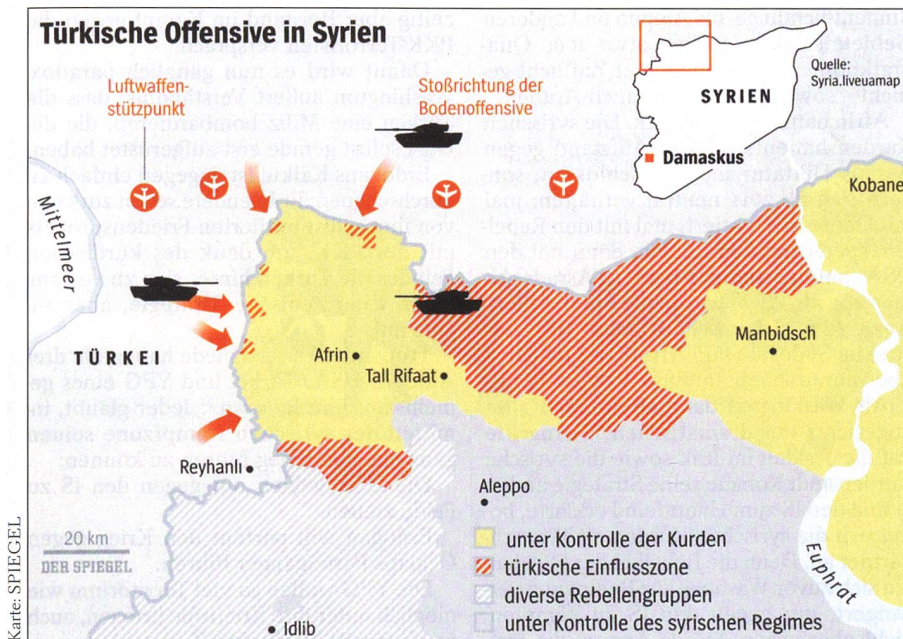 Türkische Offensive in Syrien
Luftwaffen-
stützpunkt
Stoßrichtung der
Bodenoffensive
Quelle:
Syria.liveuamap
SYRIEN
Damaskus
Kobane
Mittelmeer
TÜRKEI
Afrin
Manbidsch
Tall Rifaat
Reyhanlı
Aleppo
20 km
DER SPIEGEL
unter Kontrolle der Kurden
türkische Einflusszone
diverse Rebellengruppen
unter Kontrolle des syrischen Regimes
Euphrat
Idlib
Karte: SPIEGEL